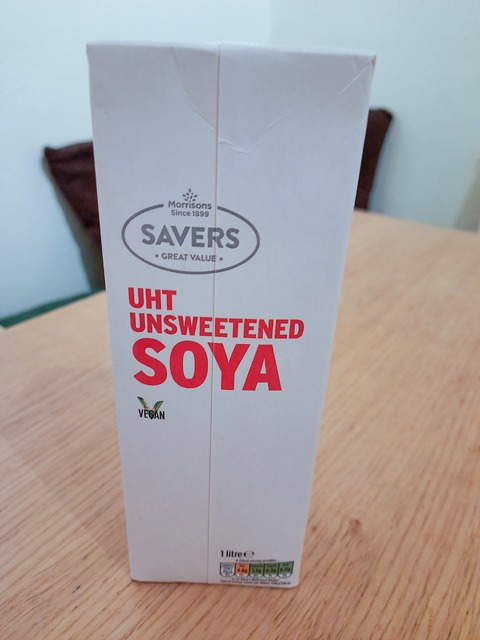 Morrisons
Since 1899
SAVERS
• GREAT VALUE •
UHT
UNSWEETENED
SOYA
VEGAN
1 litre ℮